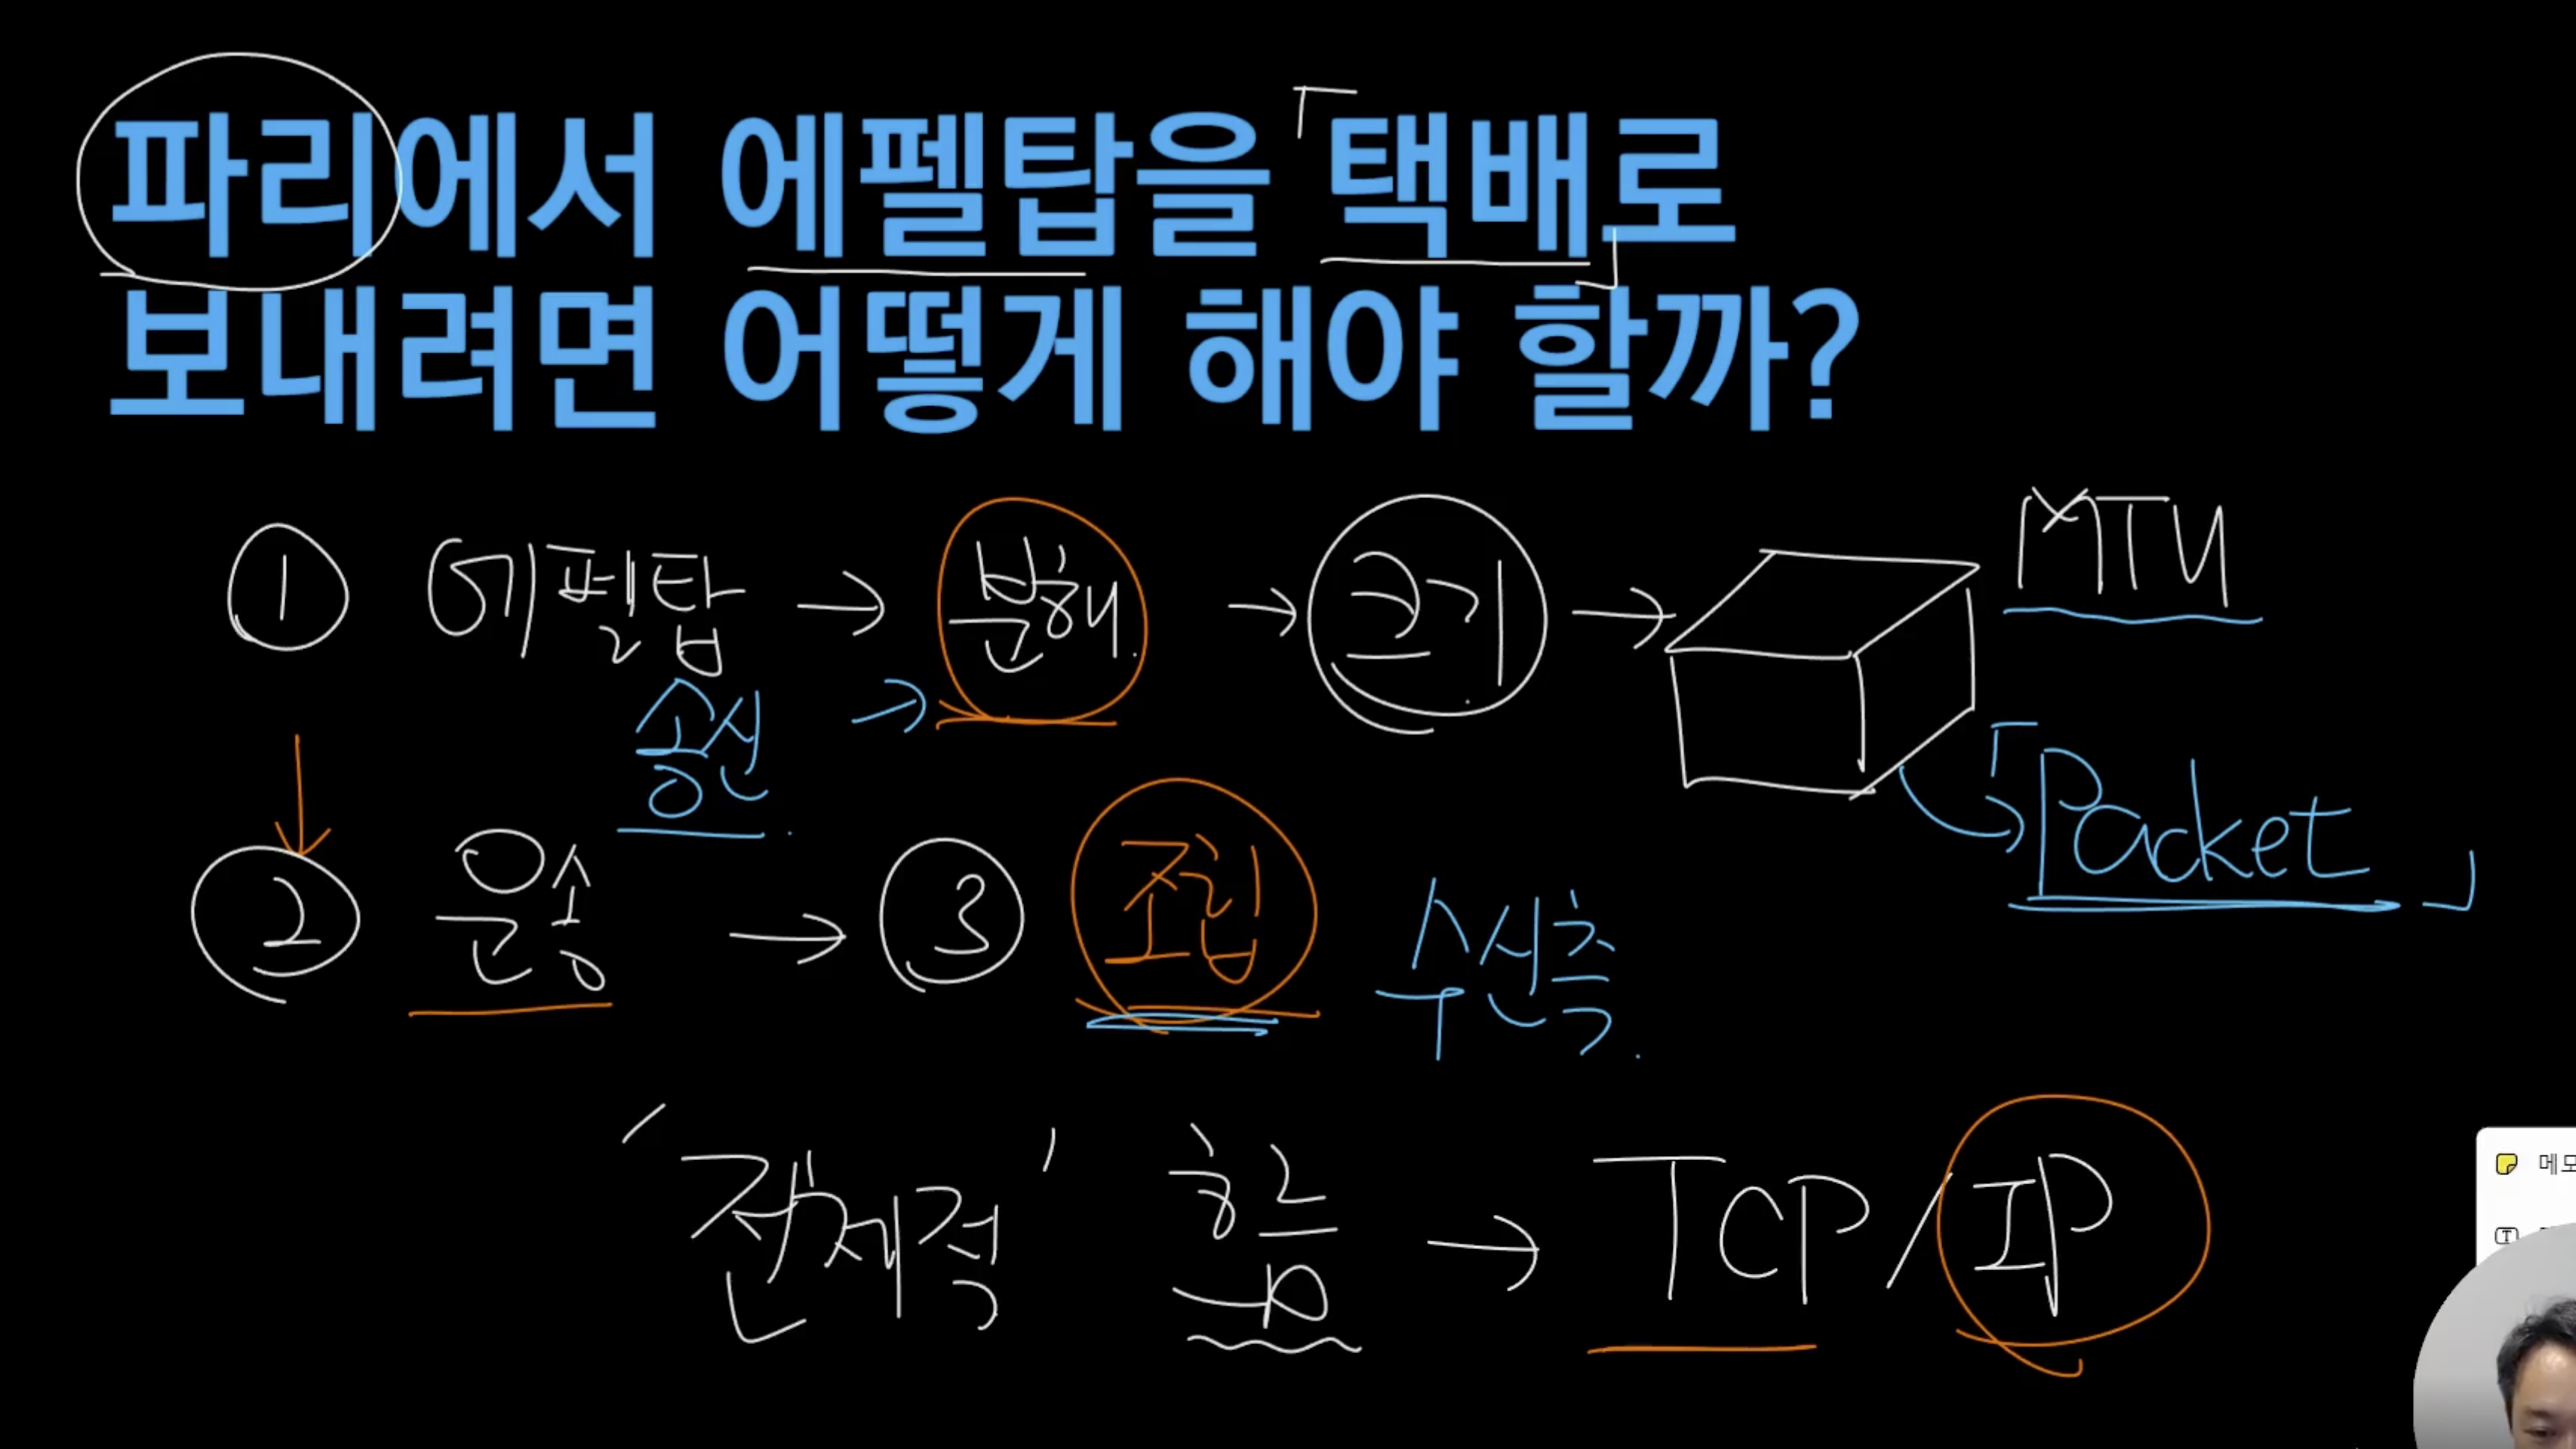 파리에서 에펠탑을 「택배」로
보내려면 어떻게 해야 할까?
① 에펠탑 → 분해. → 크기. → MTU
송신. →
「Packet」
② 운송 → ③ 조립 수신측.
'전체적' 흐름 → TCP/IP
메모
T